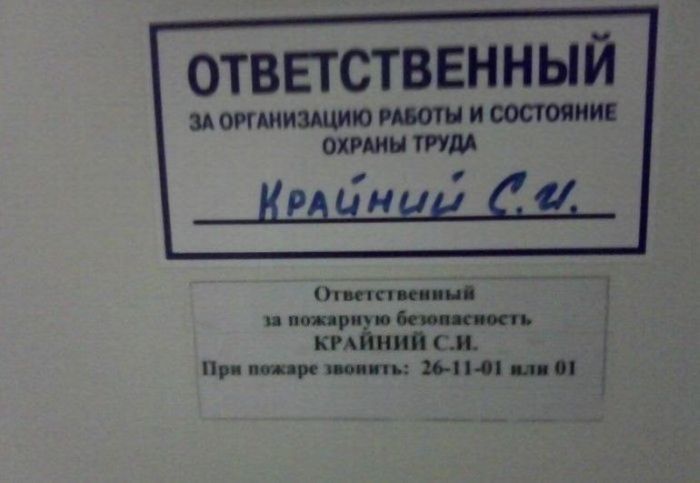 ОТВЕТСТВЕННЫЙ
ЗА ОРГАНИЗАЦИЮ РАБОТЫ И СОСТОЯНИЕ
ОХРАНЫ ТРУДА
КРАЙНИЙ С.И.
Ответственный
за пожарную безопасность
КРАЙНИЙ С.И.
При пожаре звонить: 26-11-01 или 01